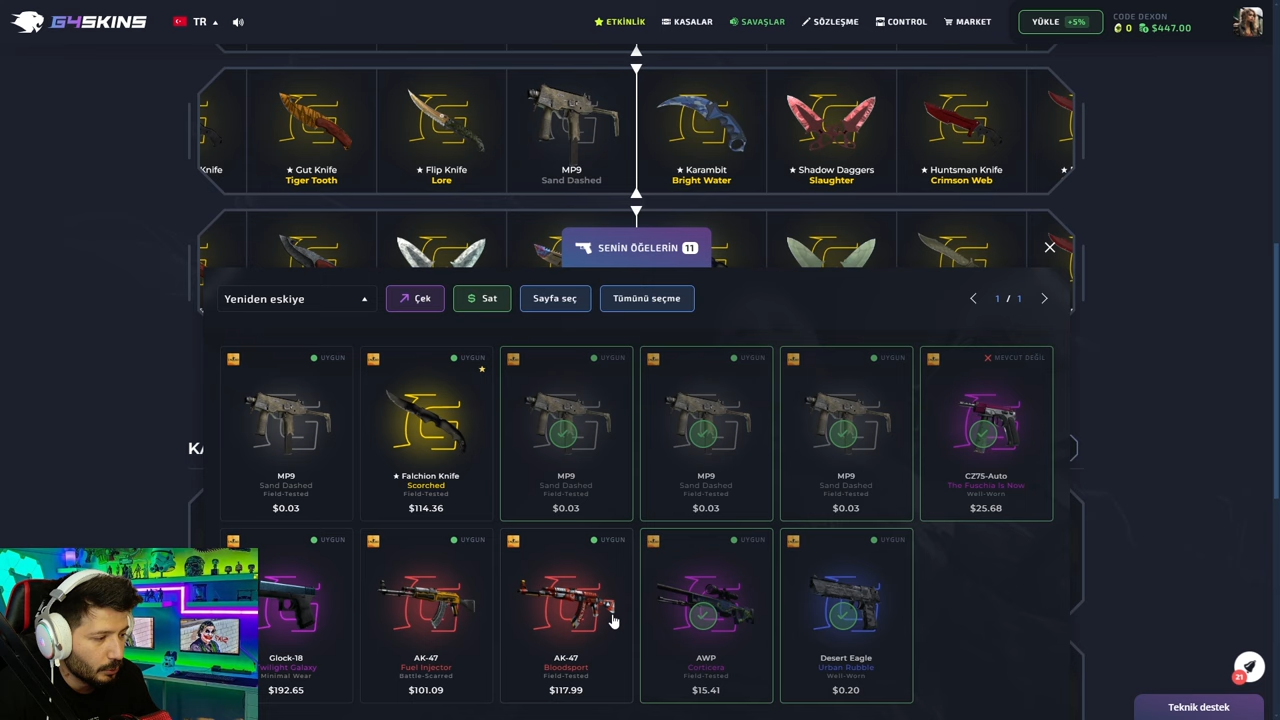 G4SKINS
TR
ETKİNLİK
KASALAR
SAVAŞLAR
SÖZLEŞME
CONTROL
MARKET
YÜKLE +5%
CODE DEXON
0 $447.00
Knife
★ Gut Knife
Tiger Tooth
★ Flip Knife
Lore
MP9
Sand Dashed
★ Karambit
Bright Water
★ Shadow Daggers
Slaughter
★ Huntsman Knife
Crimson Web
SENİN ÖĞELERİN 11
Yeniden eskiye
Çek
Sat
Sayfa seç
Tümünü seçme
1 / 1
UYGUN
MP9
Sand Dashed
Field-Tested
$0.03
UYGUN
★ Falchion Knife
Scorched
Field-Tested
$114.36
UYGUN
MP9
Sand Dashed
Field-Tested
$0.03
UYGUN
MP9
Sand Dashed
Field-Tested
$0.03
UYGUN
MP9
Sand Dashed
Field-Tested
$0.03
MEVCUT DEĞİL
CZ75-Auto
The Fuschia Is Now
Well-Worn
$25.68
KA
UYGUN
Glock-18
wilight Galaxy
Minimal Wear
$192.65
UYGUN
AK-47
Fuel Injector
Battle-Scarred
$101.09
UYGUN
AK-47
Bloodsport
Field-Tested
$117.99
UYGUN
AWP
Corticera
Field-Tested
$15.41
UYGUN
Desert Eagle
Urban Rubble
Well-Worn
$0.20
21
Teknik destek